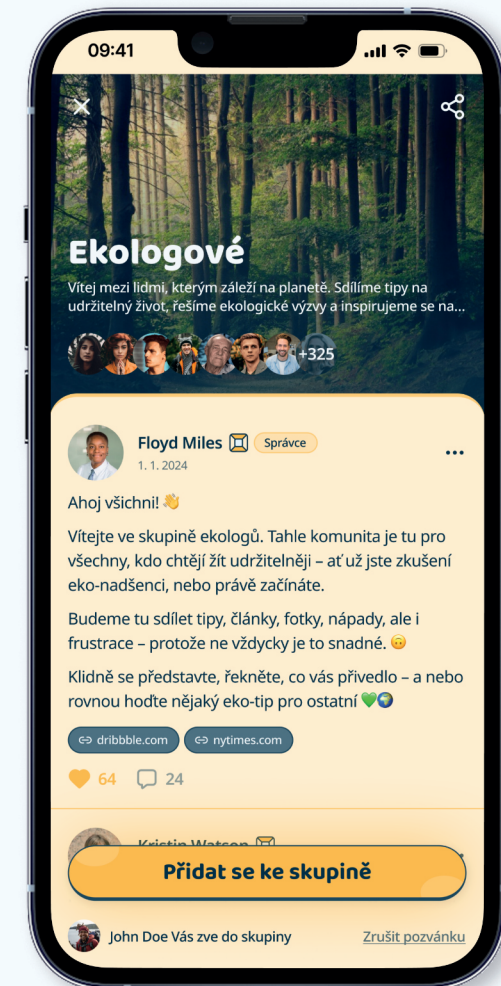 09:41
Ekologové
Vítej mezi lidmi, kterým záleží na planetě. Sdílíme tipy na
udržitelný život, řešíme ekologické výzvy a inspirujeme se na...
+325
Floyd Miles Správce
1. 1. 2024
Ahoj všichni! 👋
Vítejte ve skupině ekologů. Tahle komunita je tu pro
všechny, kdo chtějí žít udržitelněji – ať už jste zkušení
eko-nadšenci, nebo právě začínáte.
Budeme tu sdílet tipy, články, fotky, nápady, ale i
frustrace – protože ne vždycky je to snadné. 🙃
Klidně se představte, řekněte, co vás přivedlo – a nebo
rovnou hoďte nějaký eko-tip pro ostatní 💚🌍
dribbble.com nytimes.com
64 24
Kristin Watson
Přidat se ke skupině
John Doe Vás zve do skupiny Zrušit pozvánku